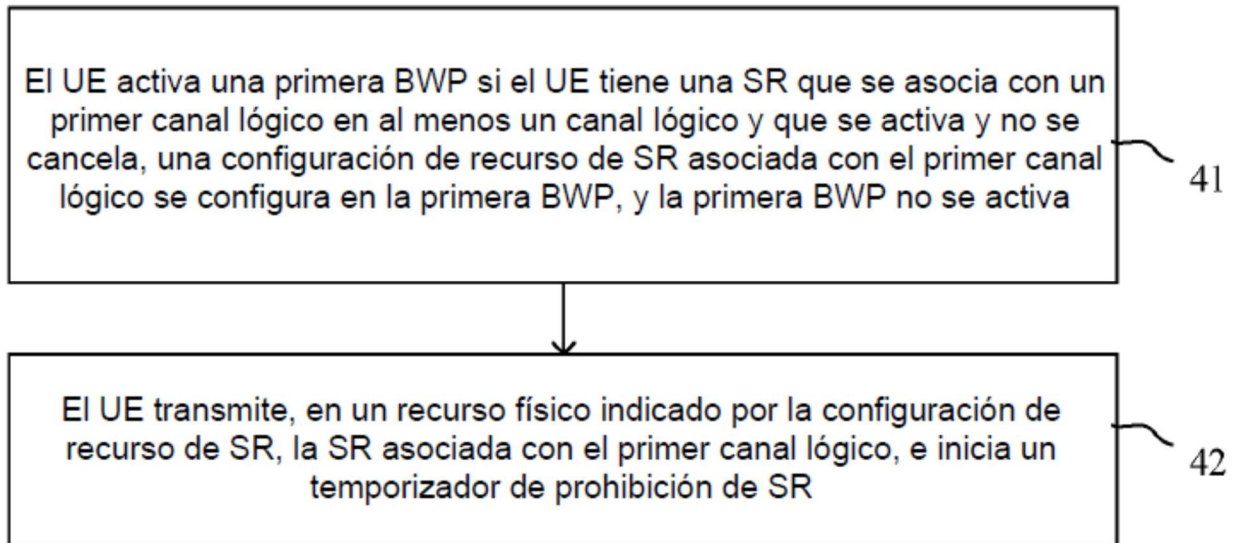 El UE activa una primera BWP si el UE tiene una SR que se asocia con un
primer canal lógico en al menos un canal lógico y que se activa y no se
cancela, una configuración de recurso de SR asociada con el primer canal
lógico se configura en la primera BWP, y la primera BWP no se activa
41
El UE transmite, en un recurso físico indicado por la configuración de
recurso de SR, la SR asociada con el primer canal lógico, e inicia un
temporizador de prohibición de SR
42